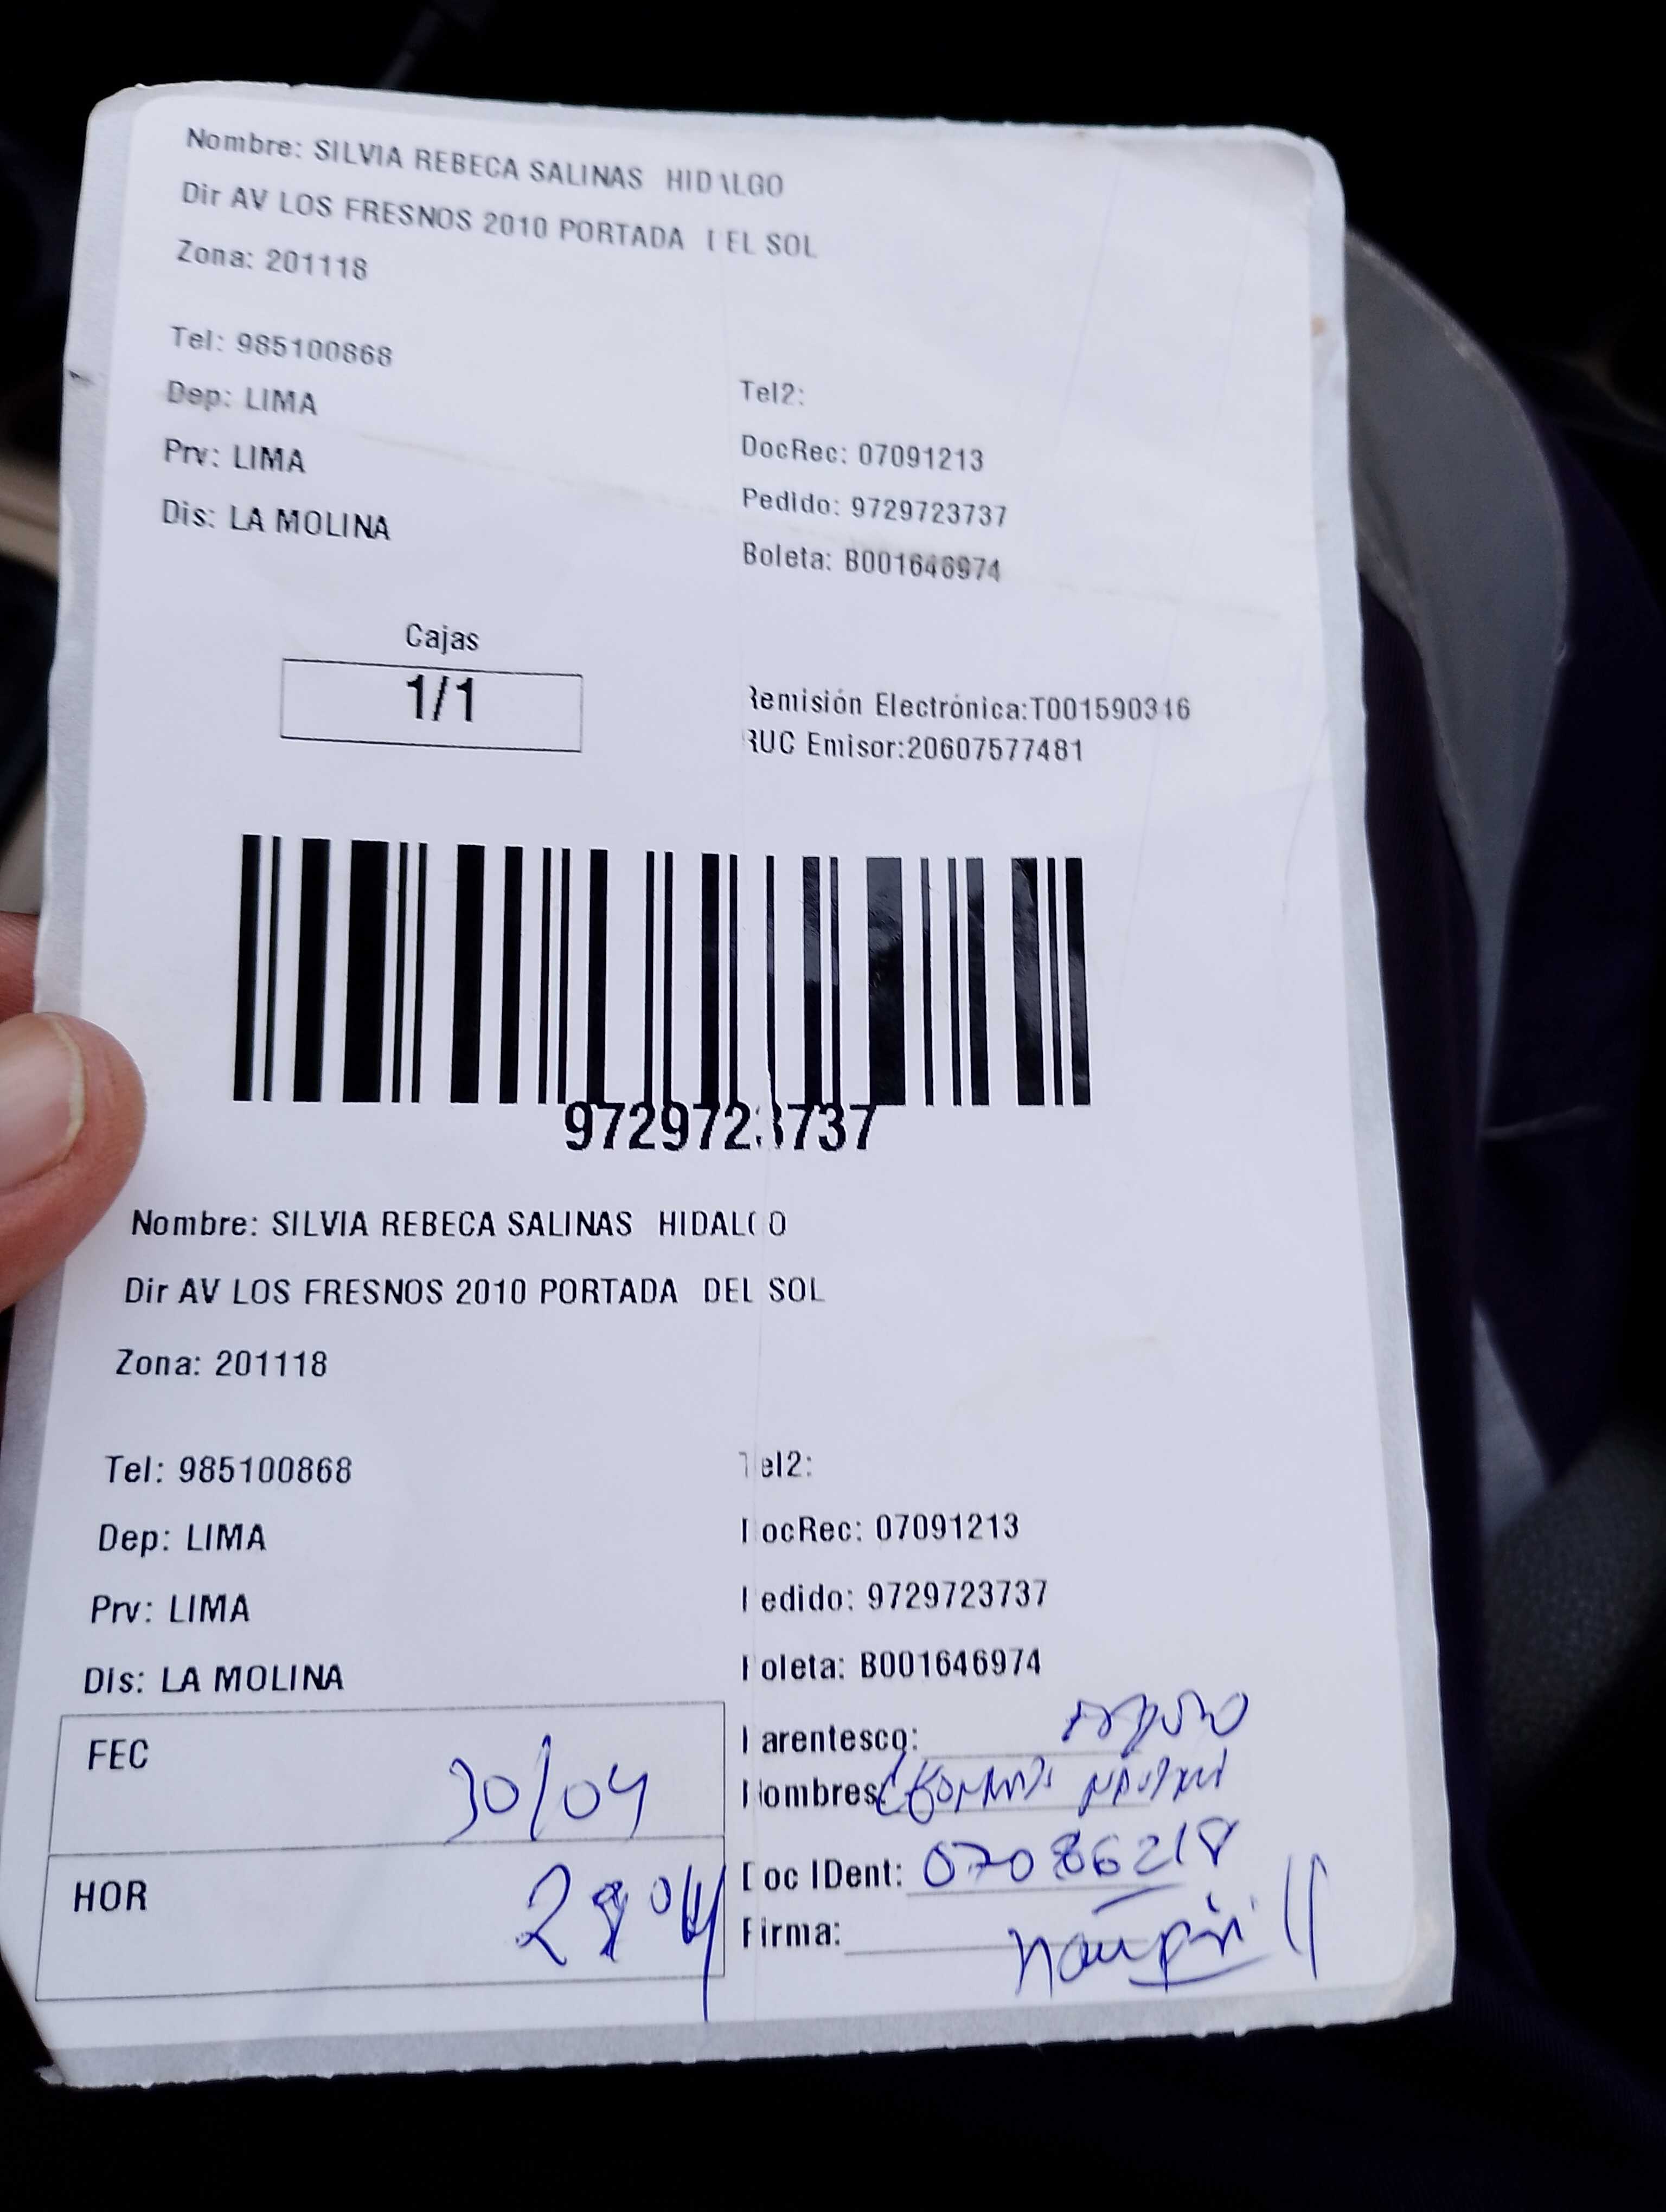 Nombre: SILVIA REBECA SALINAS HIDALGO
Dir AV LOS FRESNOS 2010 PORTADA DEL SOL
Zona: 201118
Tel: 985100868
Tel2:
Dep: LIMA
DocRec: 07091213
Prv: LIMA
Pedido: 9729723737
Dis: LA MOLINA
Boleta: B001646974
Cajas
1/1
Remisión Electrónica:T001590346
RUC Emisor:20607577481
9729723737
Nombre: SILVIA REBECA SALINAS HIDALGO
Dir AV LOS FRESNOS 2010 PORTADA DEL SOL
Zona: 201118
Tel: 985100868
Tel2:
Dep: LIMA
DocRec: 07091213
Prv: LIMA
Pedido: 9729723737
Dis: LA MOLINA
Boleta: B001646974
FEC 30/04
Parentesco:
Nombres
HOR
Doc IDent: 07086218
Firma: